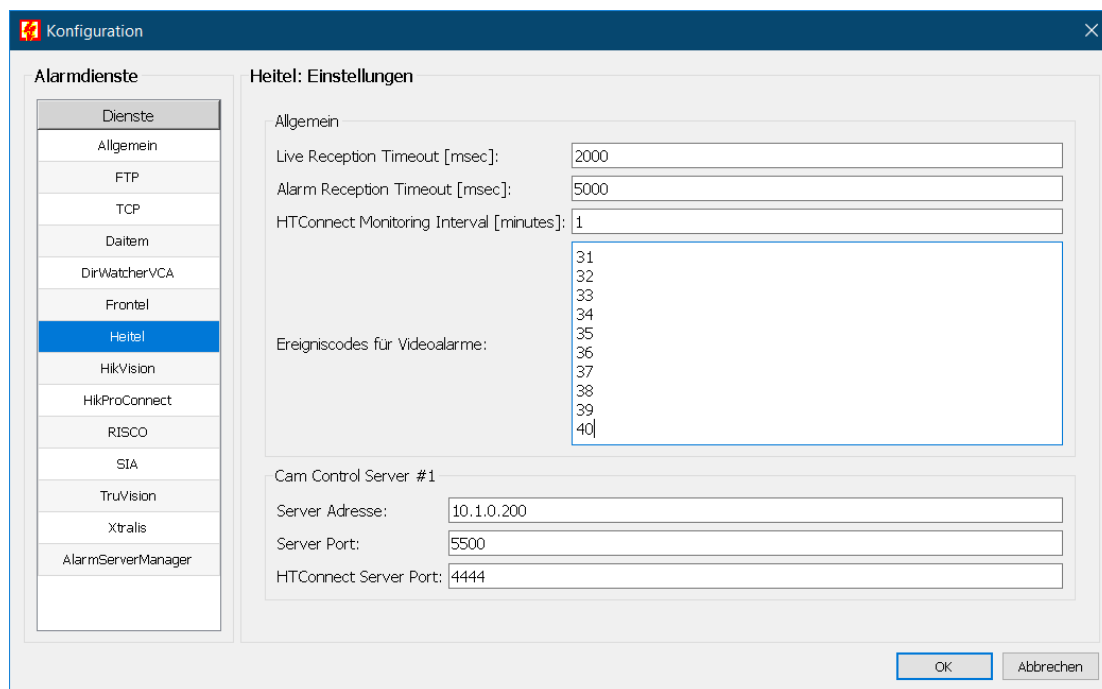 Konfiguration
Alarmdienste
Dienste
Allgemein
FTP
TCP
Daitem
DirWatcherVCA
Frontel
Heitel
HikVision
HikProConnect
RISCO
SIA
TruVision
Xtralis
AlarmServerManager
Heitel: Einstellungen
Allgemein
Live Reception Timeout [msec]: 2000
Alarm Reception Timeout [msec]: 5000
HTConnect Monitoring Interval [minutes]: 1
Ereigniscodes für Videoalarme:
31
32
33
34
35
36
37
38
39
40
Cam Control Server #1
Server Adresse: 10.1.0.200
Server Port: 5500
HTConnect Server Port: 4444
OK Abbrechen